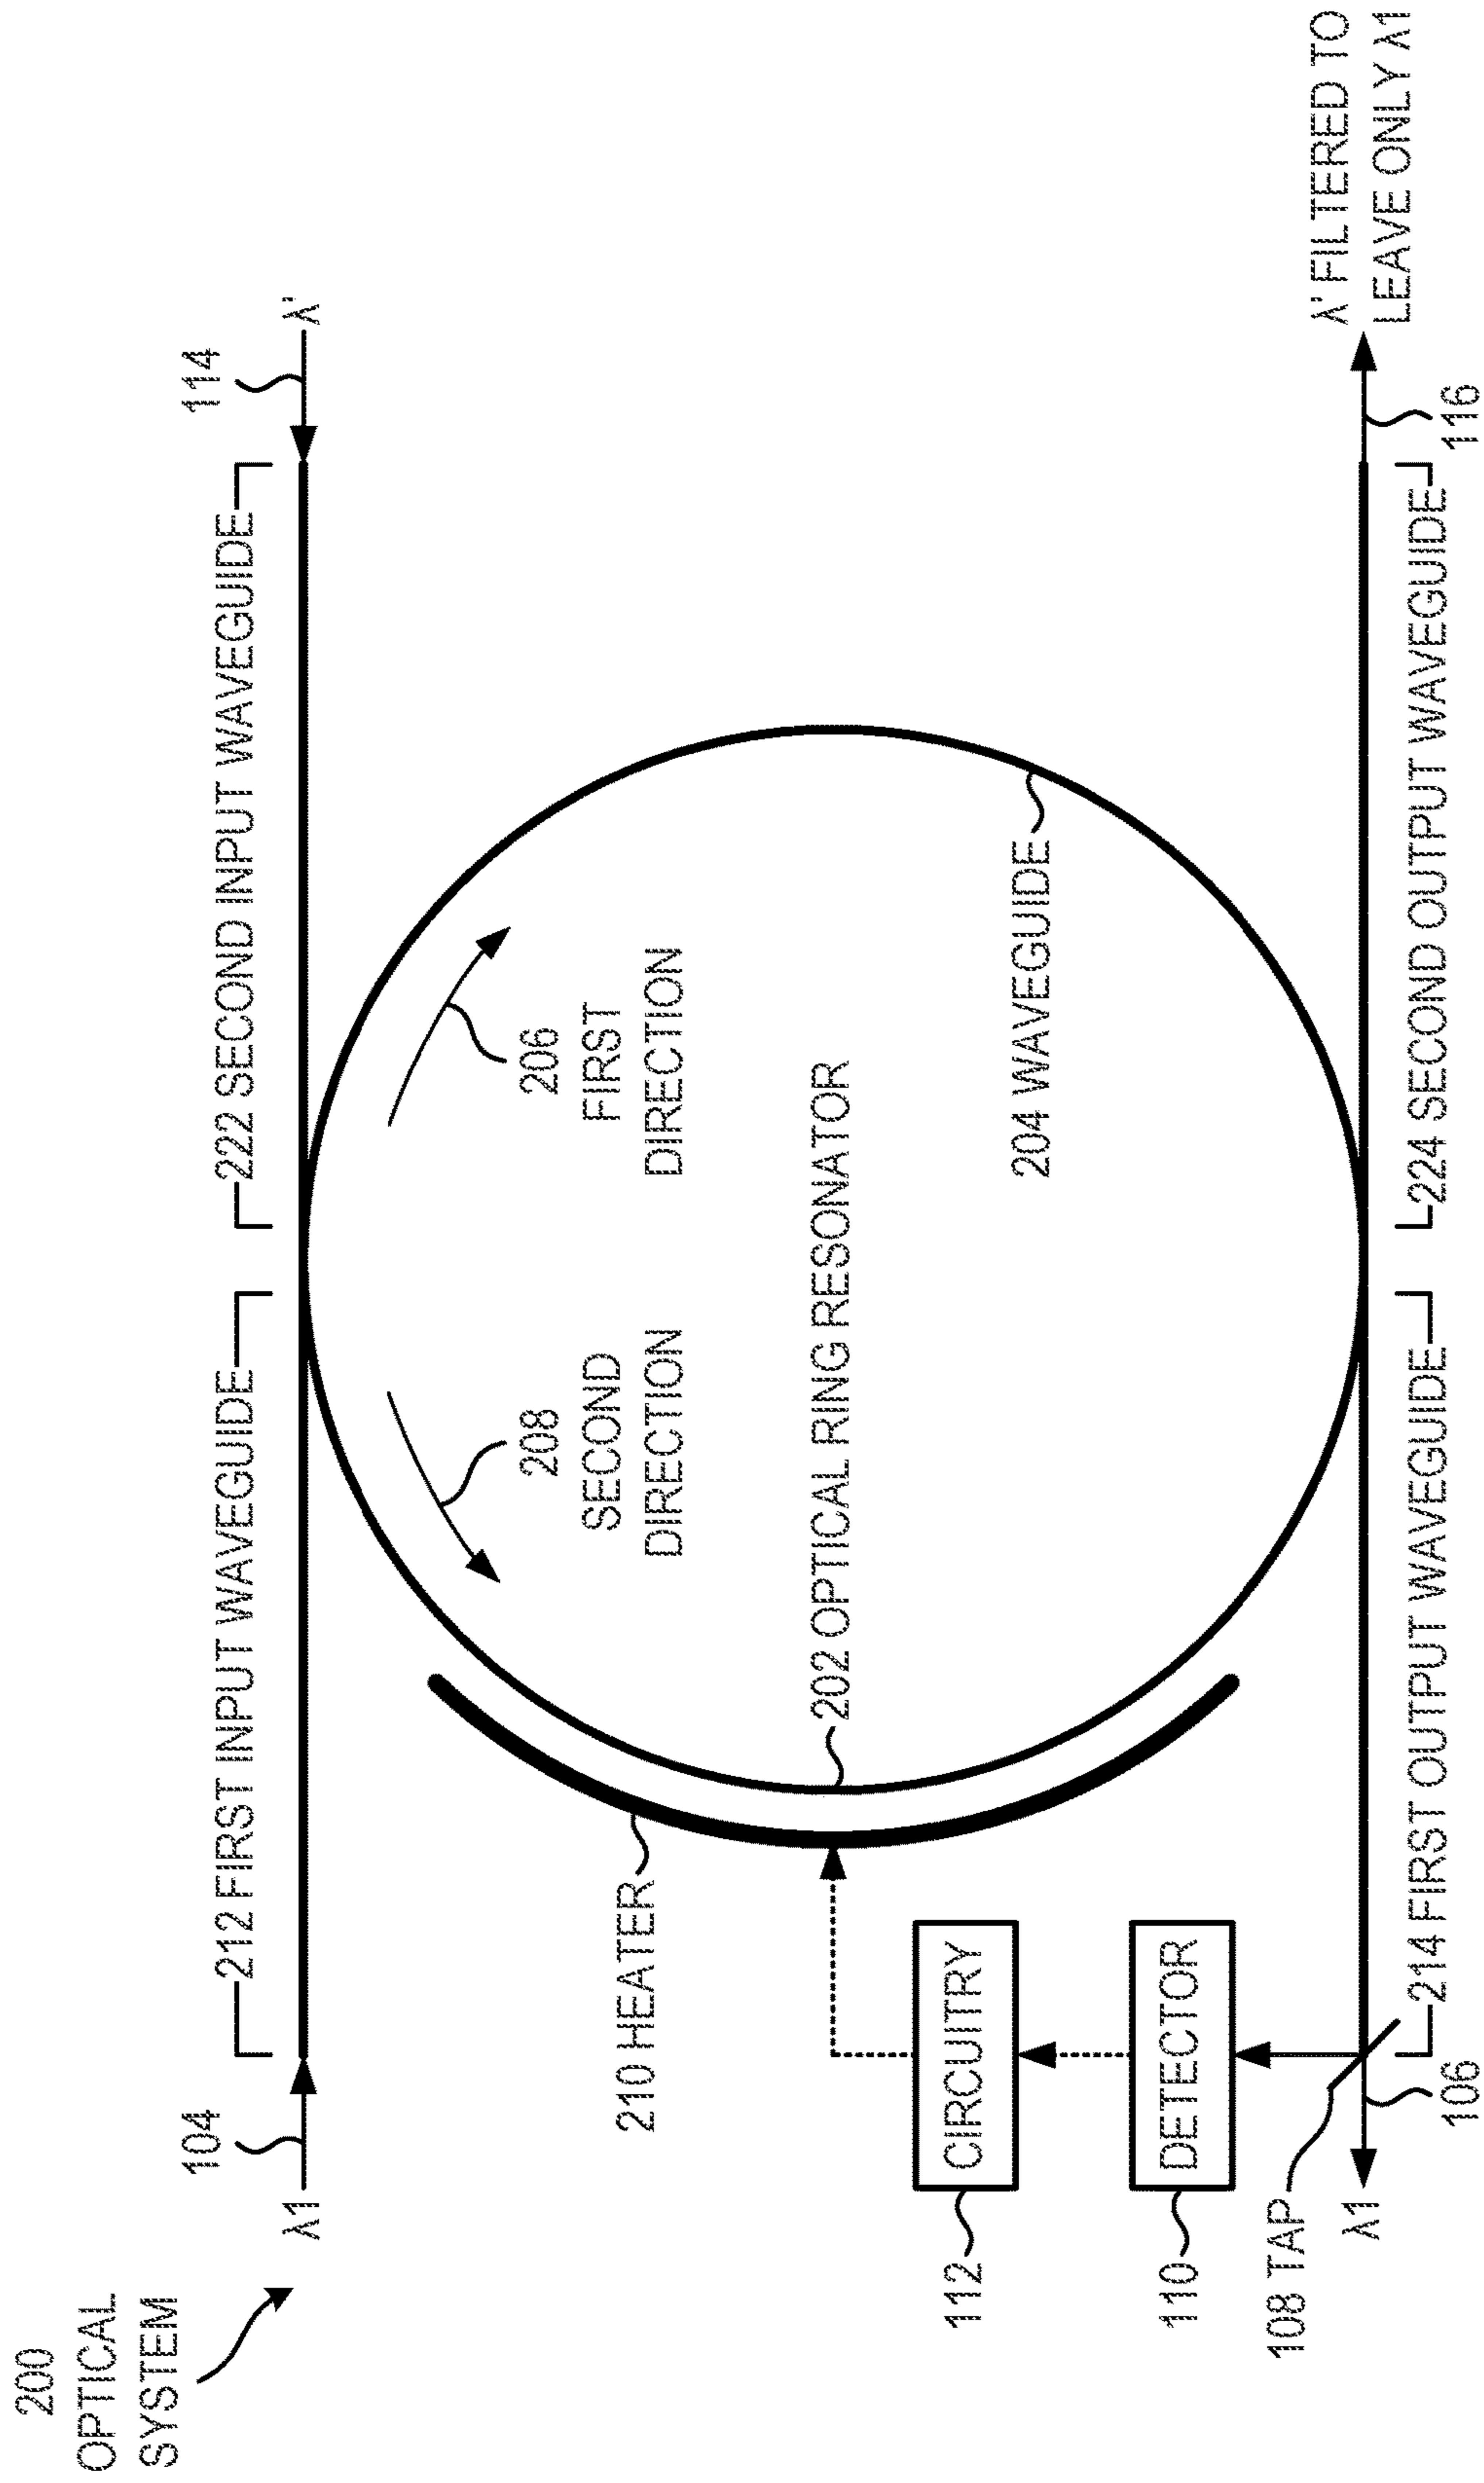 200
OPTICAL
SYSTEM
104
λ1
212 FIRST INPUT WAVEGUIDE
222 SECOND INPUT WAVEGUIDE
114
λ'
208
SECOND
DIRECTION
206
FIRST
DIRECTION
210 HEATER
202 OPTICAL RING RESONATOR
204 WAVEGUIDE
112
CIRCUITRY
110
DETECTOR
108 TAP
λ1
106
214 FIRST OUTPUT WAVEGUIDE
224 SECOND OUTPUT WAVEGUIDE
116
λ' FILTERED TO
LEAVE ONLY λ1